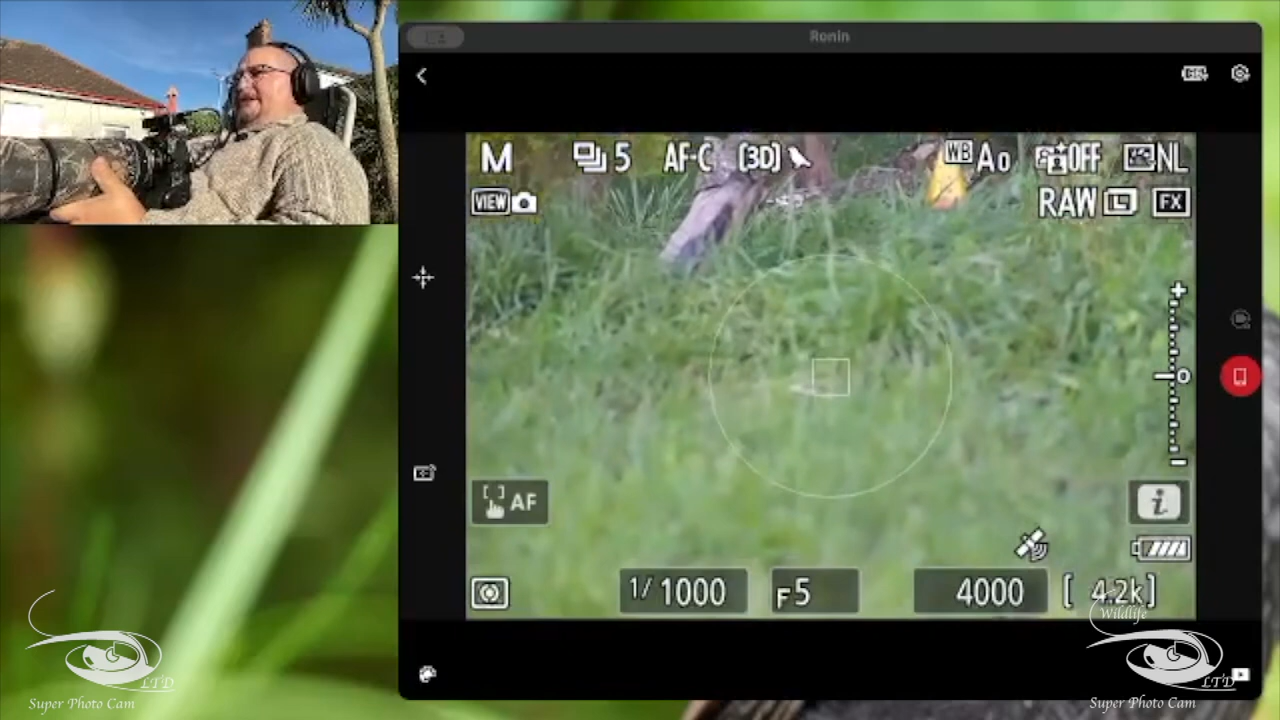 Ronin
M 5 AF-C [3D] WB A0 OFF NL
VIEW RAW L FX
+
0
−
AF i
1/1000 F5 4000 [4.2k]
Wildlife
LTD
Super Photo Cam
LTD
Super Photo Cam